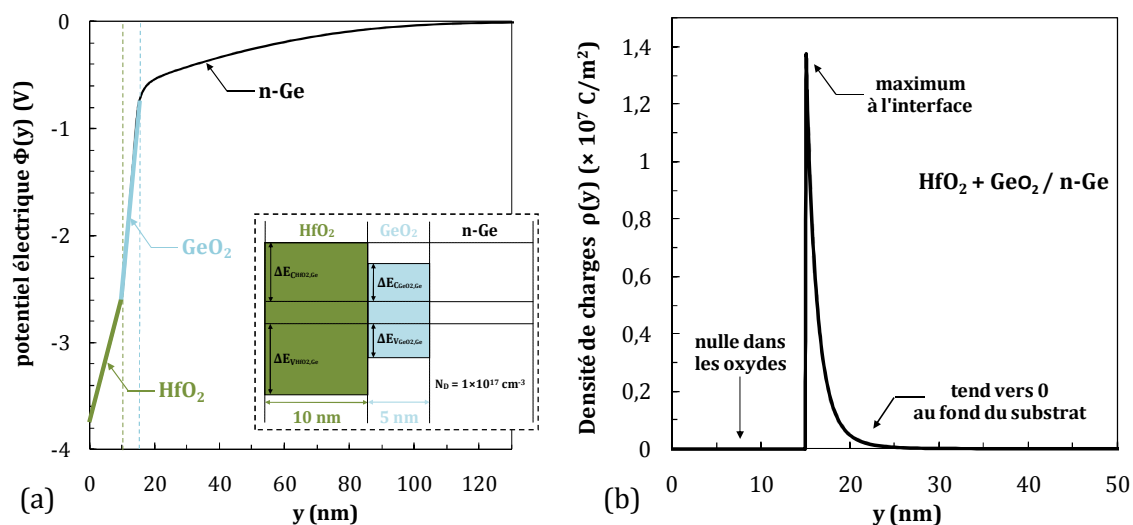 potentiel électrique Φ(y) (V)
0
-1
-2
-3
-4
0
20
40
60
80
100
120
y (nm)
n-Ge
GeO₂
HfO₂
HfO₂
GeO₂
n-Ge
ΔE_CHfO2,Ge
ΔE_CGeO2,Ge
ΔE_VHfO2,Ge
ΔE_VGeO2,Ge
N_D = 1×10¹⁷ cm⁻³
10 nm
5 nm
(a)
Densité de charges ρ(y) (× 10⁷ C/m²)
1,4
1,2
1
0,8
0,6
0,4
0,2
0
0
10
20
30
40
50
y (nm)
maximum
à l'interface
HfO₂ + GeO₂ / n-Ge
nulle dans
les oxydes
tend vers 0
au fond du substrat
(b)